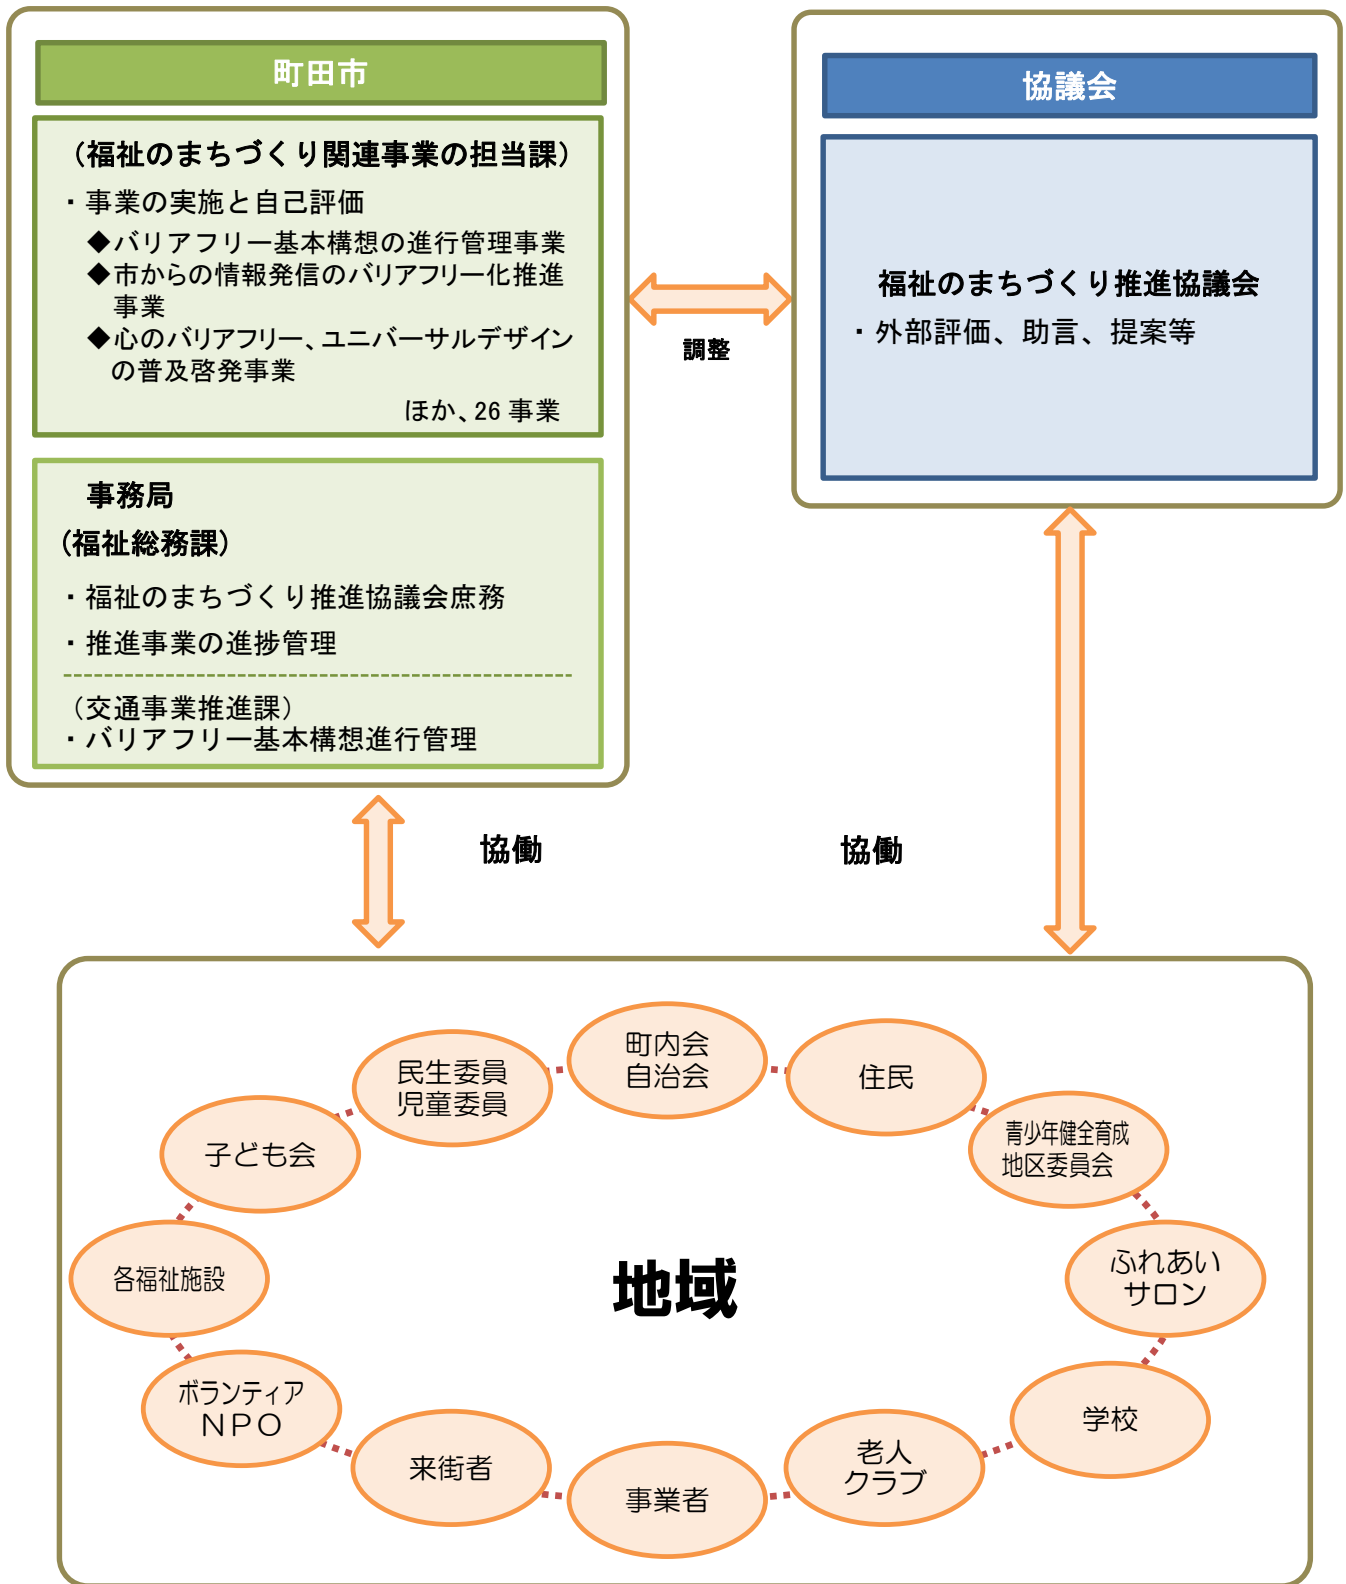 町田市
（福祉のまちづくり関連事業の担当課）
・事業の実施と自己評価
◆バリアフリー基本構想の進行管理事業
◆市からの情報発信のバリアフリー化推進
事業
◆心のバリアフリー、ユニバーサルデザイン
の普及啓発事業
ほか、26 事業
事務局
(福祉総務課)
・福祉のまちづくり推進協議会庶務
・推進事業の進捗管理
（交通事業推進課）
・バリアフリー基本構想進行管理
調整
協議会
福祉のまちづくり推進協議会
・外部評価、助言、提案等
協働
協働
町内会
自治会
住民
民生委員
児童委員
青少年健全育成
地区委員会
子ども会
ふれあい
サロン
各福祉施設
地域
ボランティア
ＮＰＯ
学校
来街者
老人
クラブ
事業者